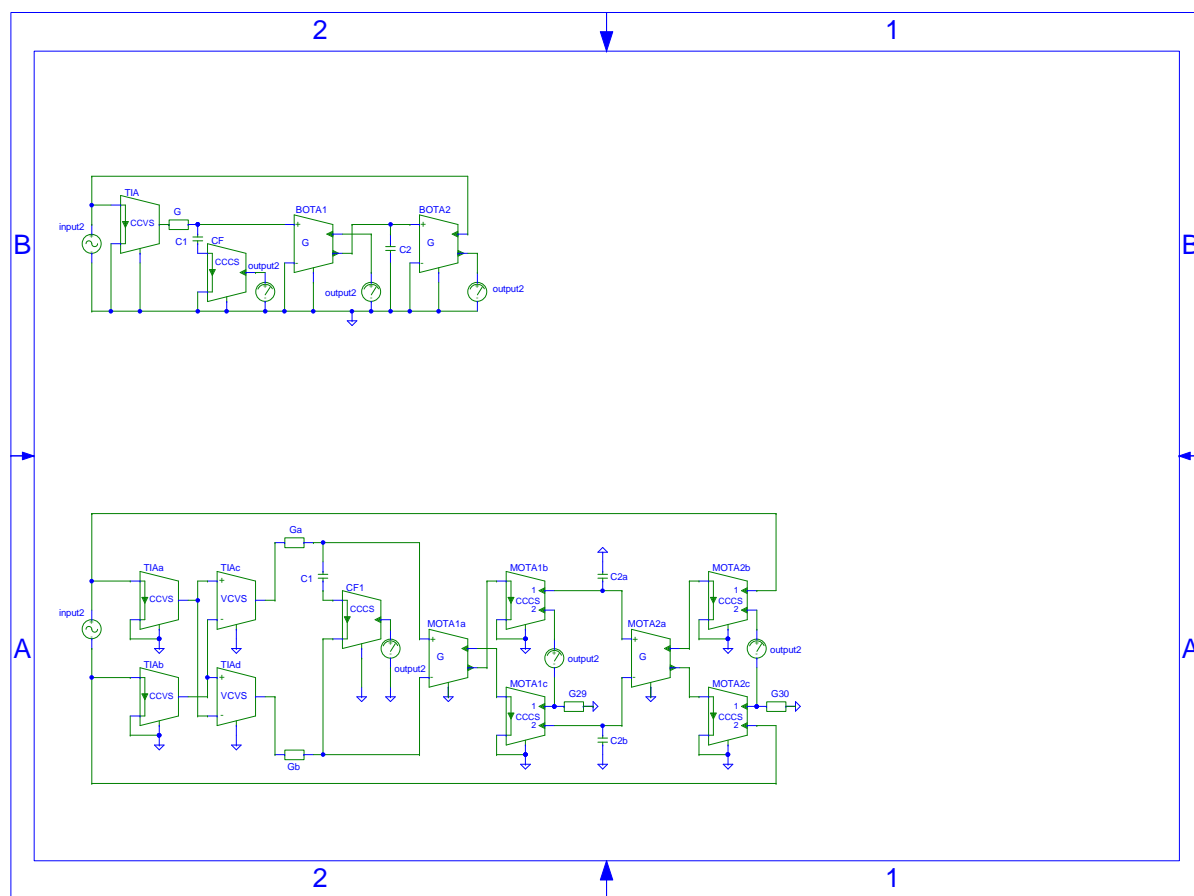 2 1
B B
TIA
BOTA1 BOTA2
G
input2
CCVS
+ +
C1 CF
G G
C2
CCCS
output2
- -
output2 output2
A A
Ga
TIAa TIAc
MOTA1b C2a MOTA2b
C1
CF1
+
1 1
CCVS VCVS
CCCS CCCS
2 2
input2
-
CCCS
MOTA1a MOTA2a
+ +
output2 output2
output2
G G
TIAb TIAd
+
- -
MOTA1c G29 MOTA2c G30
CCVS VCVS
1 1
-
CCCS CCCS
2 2
C2b
Gb
2 1